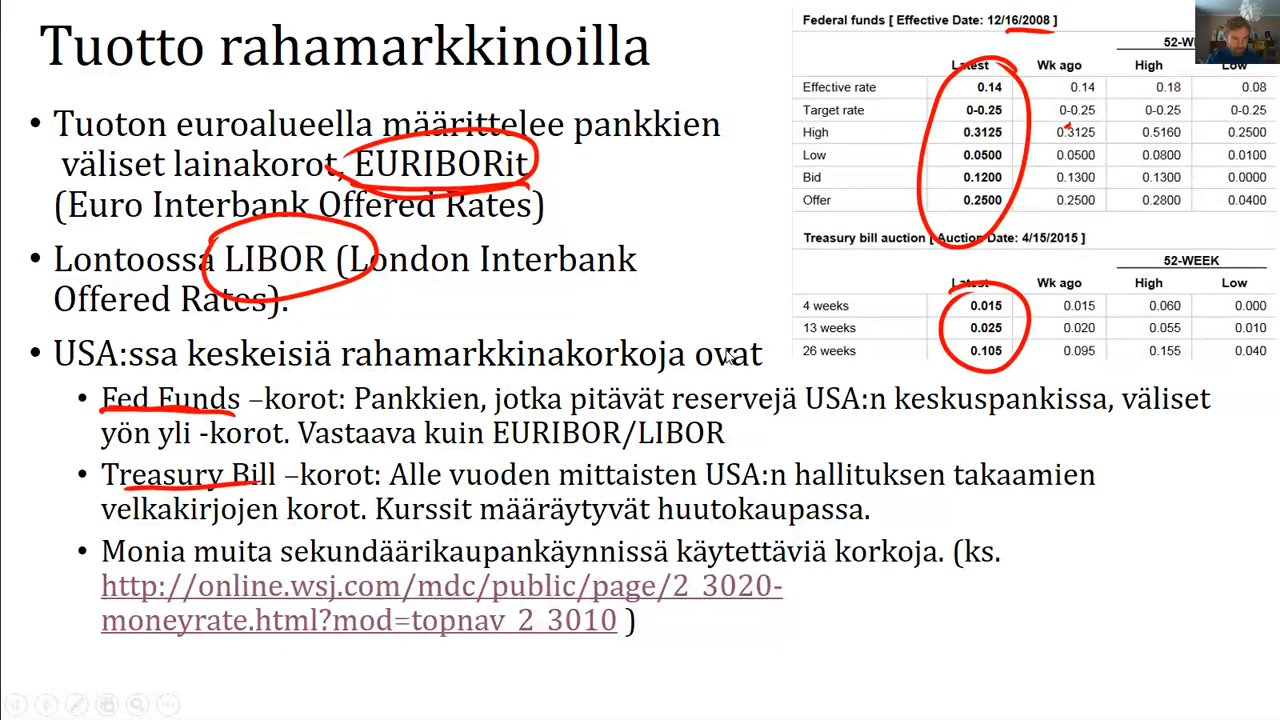 Tuotto rahamarkkinoilla
• Tuoton euroalueella määrittelee pankkien
väliset lainakorot, EURIBORit
(Euro Interbank Offered Rates)
• Lontoossa LIBOR (London Interbank
Offered Rates).
• USA:ssa keskeisiä rahamarkkinakorkoja ovat
• Fed Funds –korot: Pankkien, jotka pitävät reservejä USA:n keskuspankissa, väliset
yön yli -korot. Vastaava kuin EURIBOR/LIBOR
• Treasury Bill –korot: Alle vuoden mittaisten USA:n hallituksen takaamien
velkakirjojen korot. Kurssit määräytyvät huutokaupassa.
• Monia muita sekundäärikaupankäynnissä käytettäviä korkoja. (ks.
http://online.wsj.com/mdc/public/page/2_3020-
moneyrate.html?mod=topnav_2_3010 )
Federal funds [ Effective Date: 12/16/2008 ]
52-WE
Latest Wk ago High Low
Effective rate 0.14 0.14 0.18 0.08
Target rate 0-0.25 0-0.25 0-0.25 0-0.25
High 0.3125 0.3125 0.5160 0.2500
Low 0.0500 0.0500 0.0800 0.0100
Bid 0.1200 0.1300 0.1300 0.0000
Offer 0.2500 0.2500 0.2800 0.0400
Treasury bill auction [ Auction Date: 4/15/2015 ]
52-WEEK
Latest Wk ago High Low
4 weeks 0.015 0.015 0.060 0.000
13 weeks 0.025 0.020 0.055 0.010
26 weeks 0.105 0.095 0.155 0.040